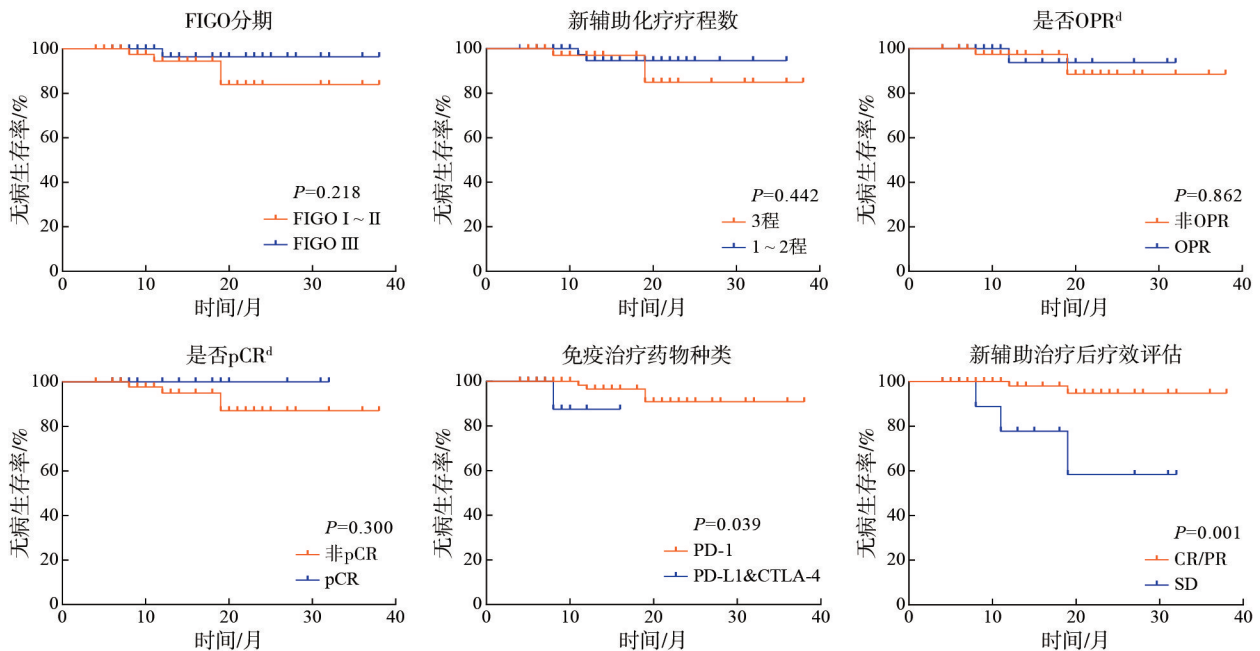 FIGO分期
100
80
60
40
20
0
无病生存率/%
P=0.218
FIGO I～II
FIGO III
0 10 20 30 40
时间/月
新辅助化疗疗程数
100
80
60
40
20
0
无病生存率/%
P=0.442
3程
1～2程
0 10 20 30 40
时间/月
是否OPRᵈ
100
80
60
40
20
0
无病生存率/%
P=0.862
非OPR
OPR
0 10 20 30 40
时间/月
是否pCRᵈ
100
80
60
40
20
0
无病生存率/%
P=0.300
非pCR
pCR
0 10 20 30 40
时间/月
免疫治疗药物种类
100
80
60
40
20
0
无病生存率/%
P=0.039
PD-1
PD-L1&CTLA-4
0 10 20 30 40
时间/月
新辅助治疗后疗效评估
100
80
60
40
20
0
无病生存率/%
P=0.001
CR/PR
SD
0 10 20 30 40
时间/月